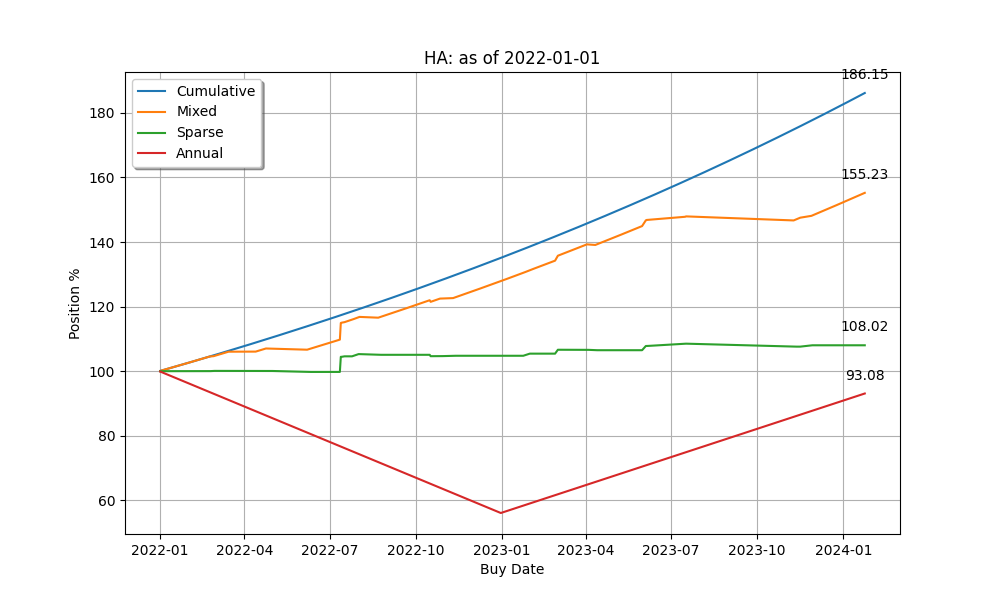 HA: as of 2022-01-01
186.15
Cumulative
Mixed
Sparse
Annual
155.23
108.02
93.08
180
160
140
120
100
80
60
Position %
2022-01 2022-04 2022-07 2022-10 2023-01 2023-04 2023-07 2023-10 2024-01
Buy Date